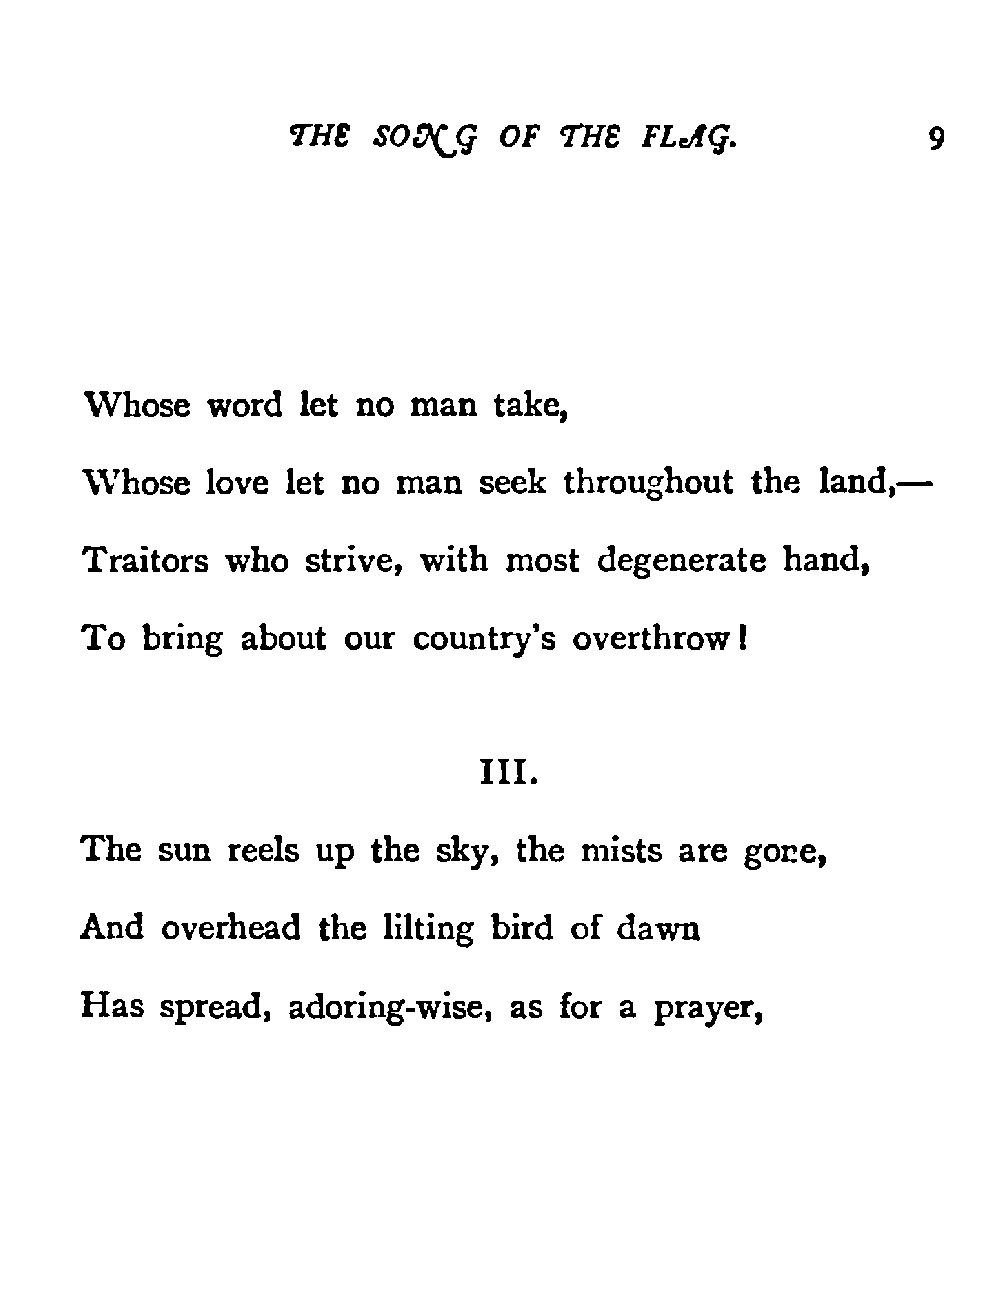 THE SONG OF THE FLAG. 9
Whose word let no man take,
Whose love let no man seek throughout the land,—
Traitors who strive, with most degenerate hand,
To bring about our country's overthrow!
III.
The sun reels up the sky, the mists are gone,
And overhead the lilting bird of dawn
Has spread, adoring-wise, as for a prayer,